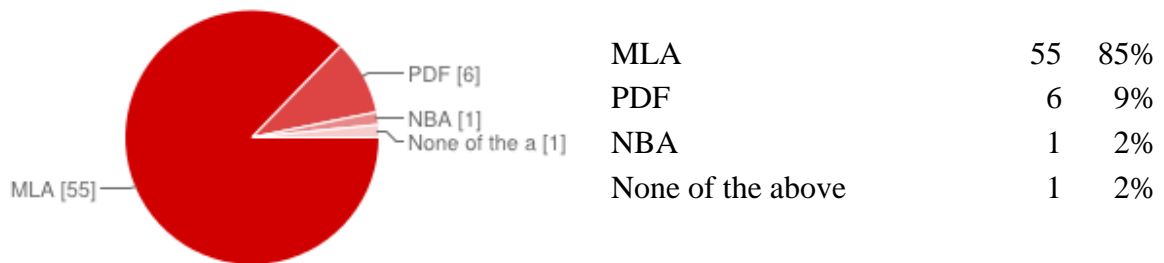 PDF [6]
NBA [1]
None of the a [1]
MLA [55]
MLA 55 85%
PDF 6 9%
NBA 1 2%
None of the above 1 2%